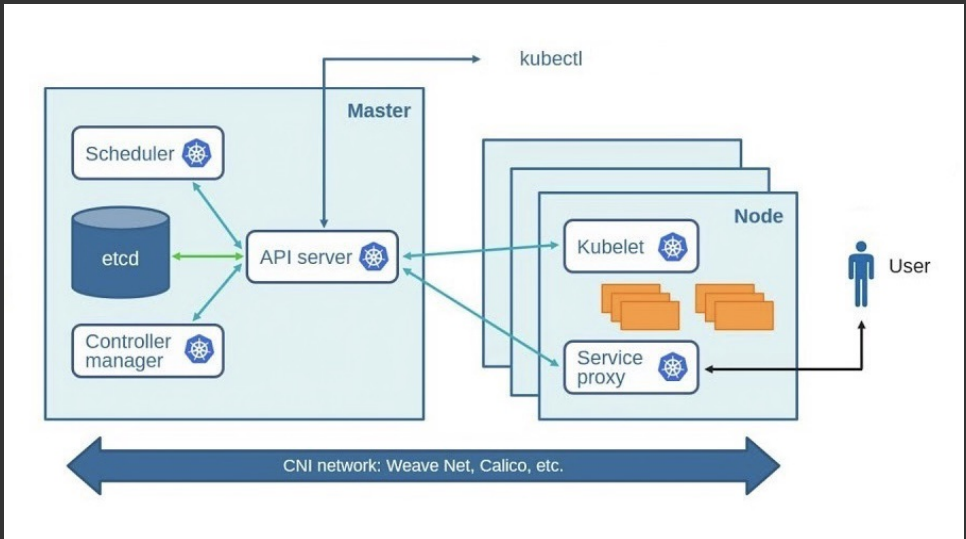 kubectl
Master
Scheduler
etcd
API server
Controller
manager
Node
Kubelet
Service
proxy
User
CNI network: Weave Net, Calico, etc.